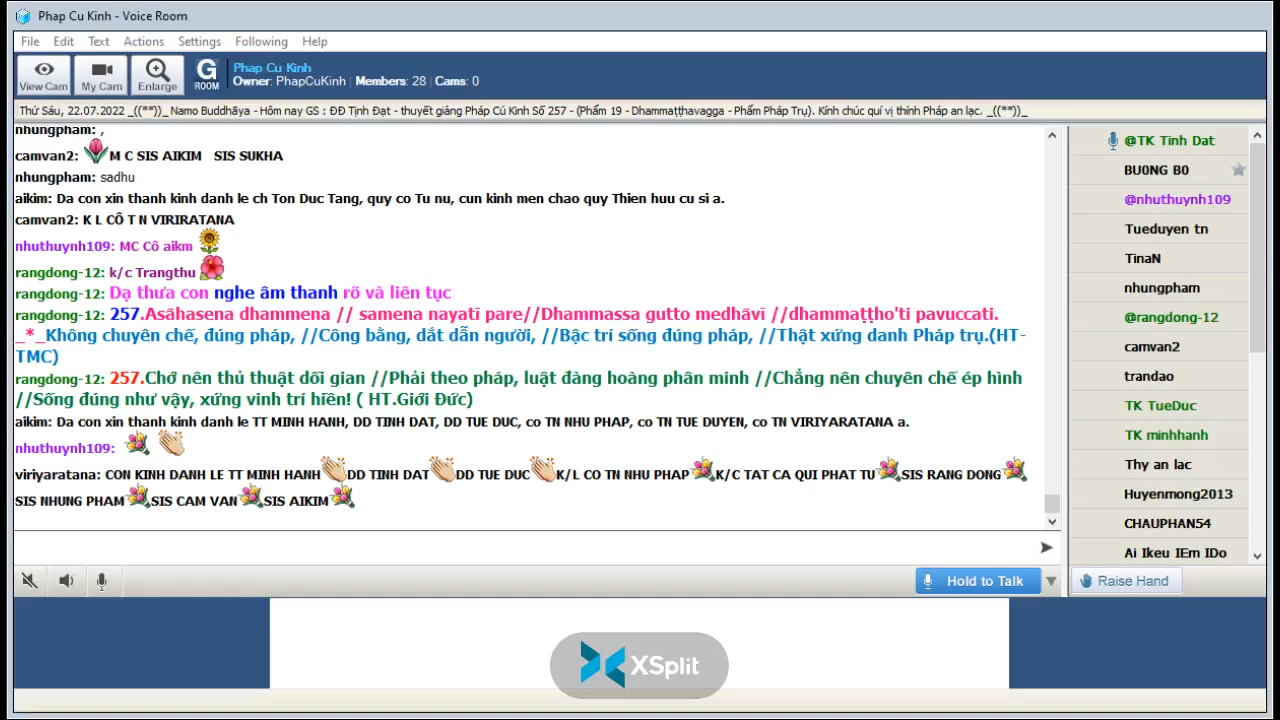 Phap Cu Kinh - Voice Room
File Edit Text Actions Settings Following Help
View Cam
My Cam
Enlarge
G ROOM
Phap Cu Kinh
Owner: PhapCuKinh | Members: 28 | Cams: 0
Thứ Sáu, 22.07.2022 _((**))_ Namo Buddhāya - Hôm nay GS : ĐĐ Tịnh Đạt - thuyết giảng Pháp Cú Kinh Số 257 - (Phẩm 19 - Dhammaṭṭhavagga - Phẩm Pháp Trụ). Kính chúc quí vị thính Pháp an lạc. _((**))_
nhungpham: ,
camvan2: M C SIS AIKIM SIS SUKHA
nhungpham: sadhu
aikim: Da con xin thanh kinh danh le ch Ton Duc Tang, quy co Tu nu, cun kinh men chao quy Thien huu cu si a.
camvan2: K L CÔ T N VIRIRATANA
nhuthuynh109: MC Cô aikm
rangdong-12: k/c Trangthu
rangdong-12: Dạ thưa con nghe âm thanh rõ và liên tục
rangdong-12: 257.Asāhasena dhammena // samena nayatī pare//Dhammassa gutto medhāvī //dhammaṭṭho'ti pavuccati.
_*_Không chuyên chế, đúng pháp, //Công bằng, dắt dẫn người, //Bậc trí sống đúng pháp, //Thật xứng danh Pháp trụ.(HT-
TMC)
rangdong-12: 257.Chớ nên thủ thuật dối gian //Phải theo pháp, luật đàng hoàng phân minh //Chẳng nên chuyên chế ép hình
//Sống đúng như vậy, xứng vinh trí hiền! ( HT.Giới Đức)
aikim: Da con xin thanh kinh danh le TT MINH HANH, DD TINH DAT, DD TUE DUC, co TN NHU PHAP, co TN TUE DUYEN, co TN VIRIYARATANA a.
nhuthuynh109:
viriyaratana: CON KINH DANH LE TT MINH HANH DD TINH DAT DD TUE DUC K/L CO TN NHU PHAP K/C TAT CA QUI PHAT TU SIS RANG DONG
SIS NHUNG PHAM SIS CAM VAN SIS AIKIM
@TK Tinh Dat
BU0NG B0
@nhuthuynh109
Tueduyen tn
TinaN
nhungpham
@rangdong-12
camvan2
trandao
TK TueDuc
TK minhhanh
Thy an lac
Huyenmong2013
CHAUPHAN54
Ai Ikeu IEm IDo
Hold to Talk
Raise Hand
XSplit